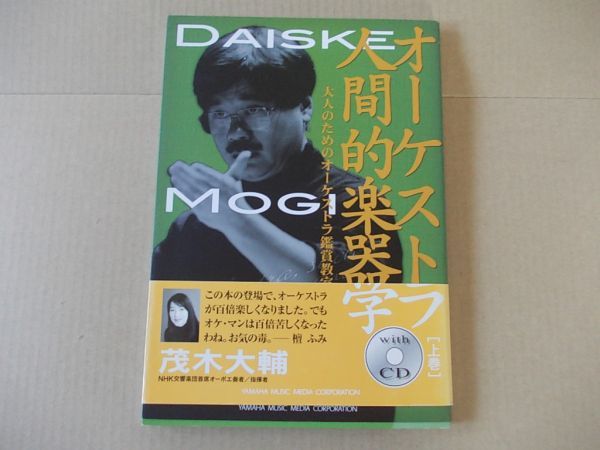 DAISKE
MOGI
オーケストラ
人間的楽器学
大人のためのオーケストラ鑑賞教室
[上巻]
with
CD
この本の登場で、オーケストラ
が百倍楽しくなりました。でも
オケ・マンは百倍苦しくなった
わね。お気の毒。── 檀 ふみ
茂木大輔
NHK交響楽団首席オーボエ奏者／指揮者
YAMAHA MUSIC MEDIA CORPORATION
YAMAHA MUSIC MEDIA CORPORATION